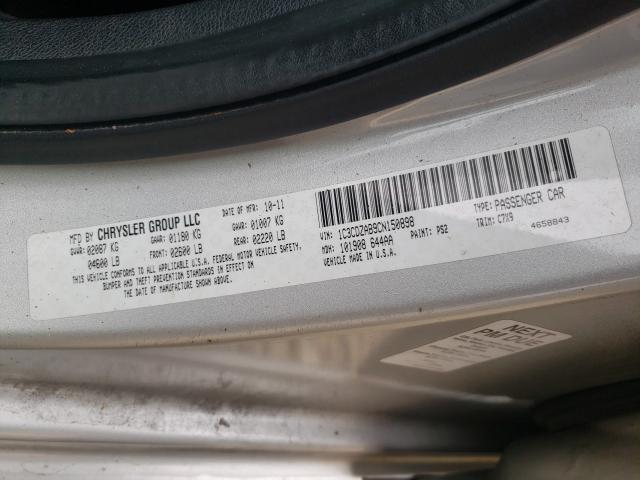 MFD BY CHRYSLER GROUP LLC
DATE OF MFR: 10-11
GVWR: 02087 KG
GAWR: 01180 KG
GAWR: 01007 KG
04600 LB
FRONT: 02600 LB
REAR: 02220 LB
THIS VEHICLE CONFORMS TO ALL APPLICABLE U.S.A. FEDERAL MOTOR VEHICLE SAFETY,
BUMPER AND THEFT PREVENTION STANDARDS IN EFFECT ON
THE DATE OF MANUFACTURE SHOWN ABOVE.
VIN: 1C3CDZAB9CN150898
TYPE: PASSENGER CAR
MDH: 101908 644AA
PAINT: PS2
TRIM: C7X9
VEHICLE MADE IN U.S.A.
4658843
NEXT
PM DUE